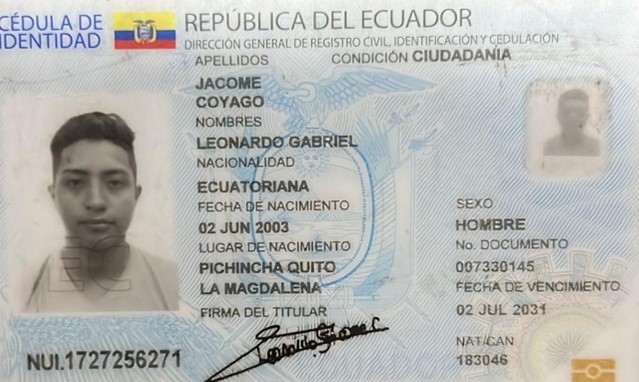 CÉDULA DE
IDENTIDAD
REPÚBLICA DEL ECUADOR
DIRECCIÓN GENERAL DE REGISTRO CIVIL, IDENTIFICACIÓN Y CEDULACIÓN
APELLIDOS
CONDICIÓN CIUDADANÍA
JACOME
COYAGO
NOMBRES
LEONARDO GABRIEL
NACIONALIDAD
ECUATORIANA
FECHA DE NACIMIENTO
02 JUN 2003
LUGAR DE NACIMIENTO
PICHINCHA QUITO
LA MAGDALENA
FIRMA DEL TITULAR
SEXO
HOMBRE
No. DOCUMENTO
007330145
FECHA DE VENCIMIENTO
02 JUL 2031
NAT/CAN
183046
EC
NUI.1727256271